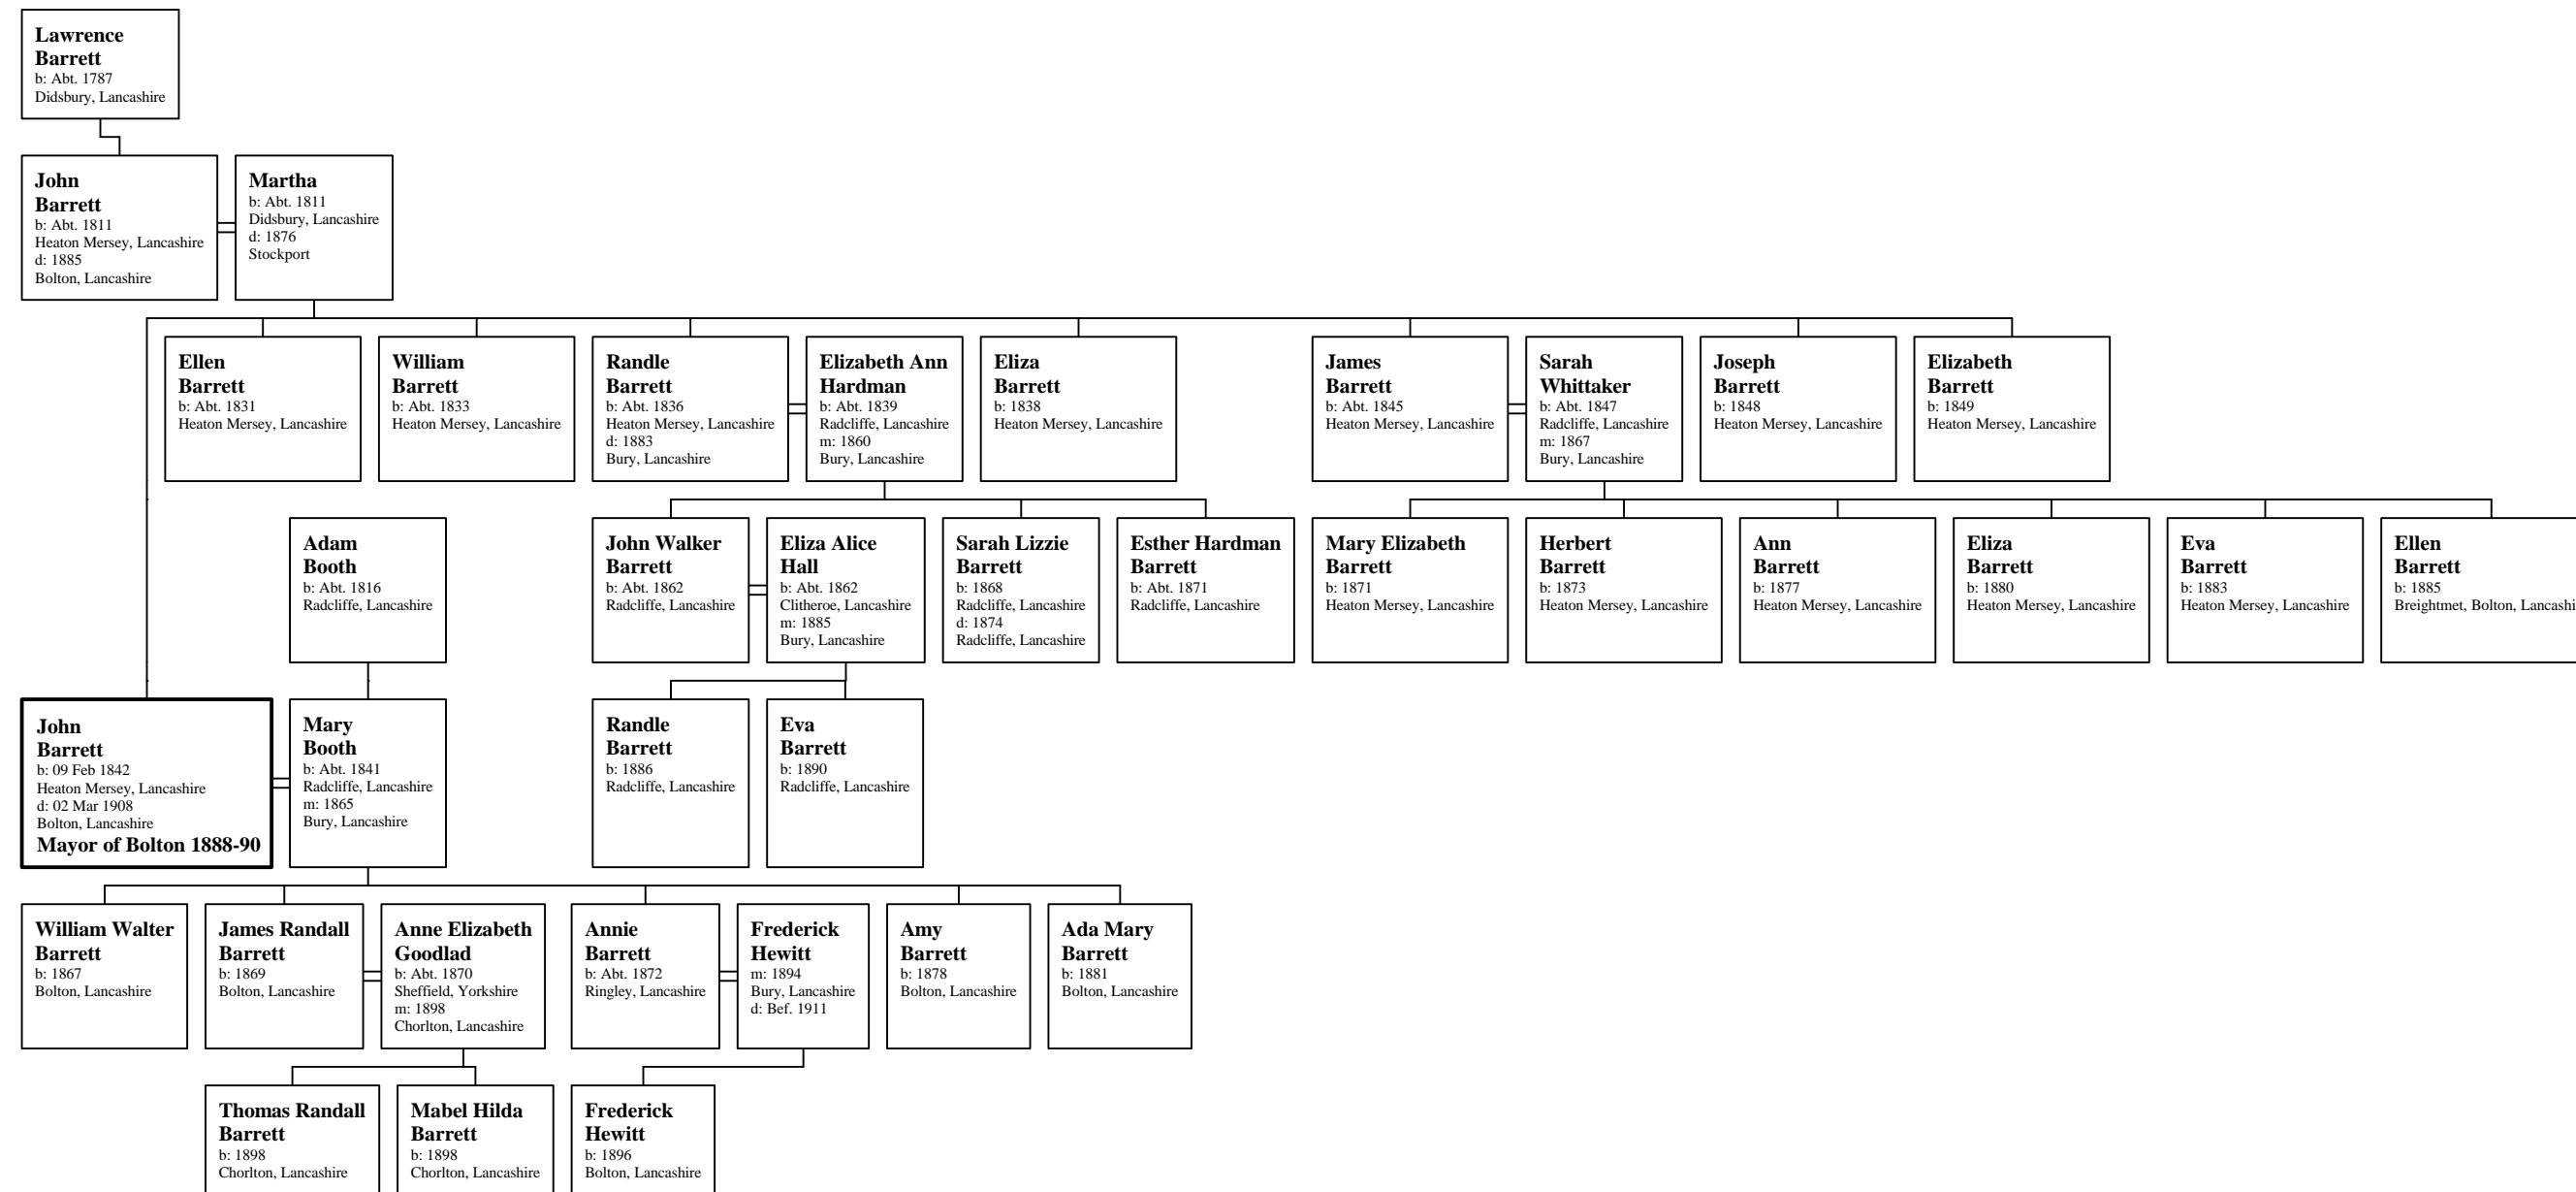 Lawrence
Barrett
b: Abt. 1787
Didsbury, Lancashire
John
Barrett
b: Abt. 1811
Heaton Mersey, Lancashire
d: 1885
Bolton, Lancashire
Martha
b: Abt. 1811
Didsbury, Lancashire
d: 1876
Stockport
Ellen
Barrett
b: Abt. 1831
Heaton Mersey, Lancashire
William
Barrett
b: Abt. 1833
Heaton Mersey, Lancashire
Randle
Barrett
b: Abt. 1836
Heaton Mersey, Lancashire
d: 1883
Bury, Lancashire
Elizabeth Ann
Hardman
b: Abt. 1839
Radcliffe, Lancashire
m: 1860
Bury, Lancashire
Eliza
Barrett
b: 1838
Heaton Mersey, Lancashire
James
Barrett
b: Abt. 1845
Heaton Mersey, Lancashire
Sarah
Whittaker
b: Abt. 1847
Radcliffe, Lancashire
m: 1867
Bury, Lancashire
Joseph
Barrett
b: 1848
Heaton Mersey, Lancashire
Elizabeth
Barrett
b: 1849
Heaton Mersey, Lancashire
Adam
Booth
b: Abt. 1816
Radcliffe, Lancashire
John Walker
Barrett
b: Abt. 1862
Radcliffe, Lancashire
Eliza Alice
Hall
b: Abt. 1862
Clitheroe, Lancashire
m: 1885
Bury, Lancashire
Sarah Lizzie
Barrett
b: 1868
Radcliffe, Lancashire
d: 1874
Radcliffe, Lancashire
Esther Hardman
Barrett
b: Abt. 1871
Radcliffe, Lancashire
Mary Elizabeth
Barrett
b: 1871
Heaton Mersey, Lancashire
Herbert
Barrett
b: 1873
Heaton Mersey, Lancashire
Ann
Barrett
b: 1877
Heaton Mersey, Lancashire
Eliza
Barrett
b: 1880
Heaton Mersey, Lancashire
Eva
Barrett
b: 1883
Heaton Mersey, Lancashire
Ellen
Barrett
b: 1885
Breightmet, Bolton, Lancashi
John
Barrett
b: 09 Feb 1842
Heaton Mersey, Lancashire
d: 02 Mar 1908
Bolton, Lancashire
Mayor of Bolton 1888-90
Mary
Booth
b: Abt. 1841
Radcliffe, Lancashire
m: 1865
Bury, Lancashire
Randle
Barrett
b: 1886
Radcliffe, Lancashire
Eva
Barrett
b: 1890
Radcliffe, Lancashire
William Walter
Barrett
b: 1867
Bolton, Lancashire
James Randall
Barrett
b: 1869
Bolton, Lancashire
Anne Elizabeth
Goodlad
b: Abt. 1870
Sheffield, Yorkshire
m: 1898
Chorlton, Lancashire
Annie
Barrett
b: Abt. 1872
Ringley, Lancashire
Frederick
Hewitt
m: 1894
Bury, Lancashire
d: Bef. 1911
Amy
Barrett
b: 1878
Bolton, Lancashire
Ada Mary
Barrett
b: 1881
Bolton, Lancashire
Thomas Randall
Barrett
b: 1898
Chorlton, Lancashire
Mabel Hilda
Barrett
b: 1898
Chorlton, Lancashire
Frederick
Hewitt
b: 1896
Bolton, Lancashire